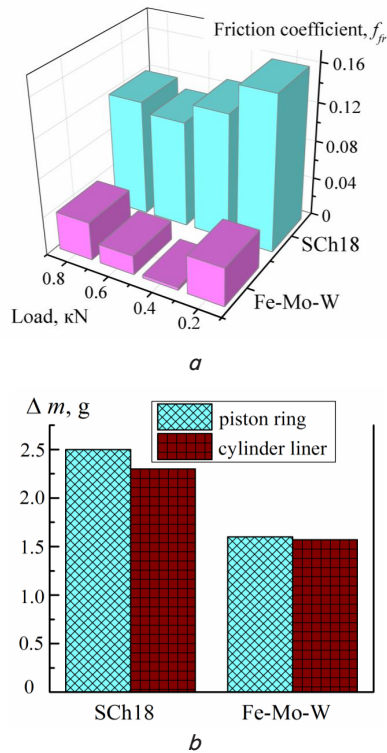 Friction coefficient, f_fr
0.16
0.12
0.08
0.04
0
SCh18
Fe-Mo-W
0.8
0.6
0.4
0.2
Load, кN
a
Δ m, g
piston ring
cylinder liner
2.5
2.0
1.5
1.0
0.5
0
SCh18 Fe-Mo-W
b